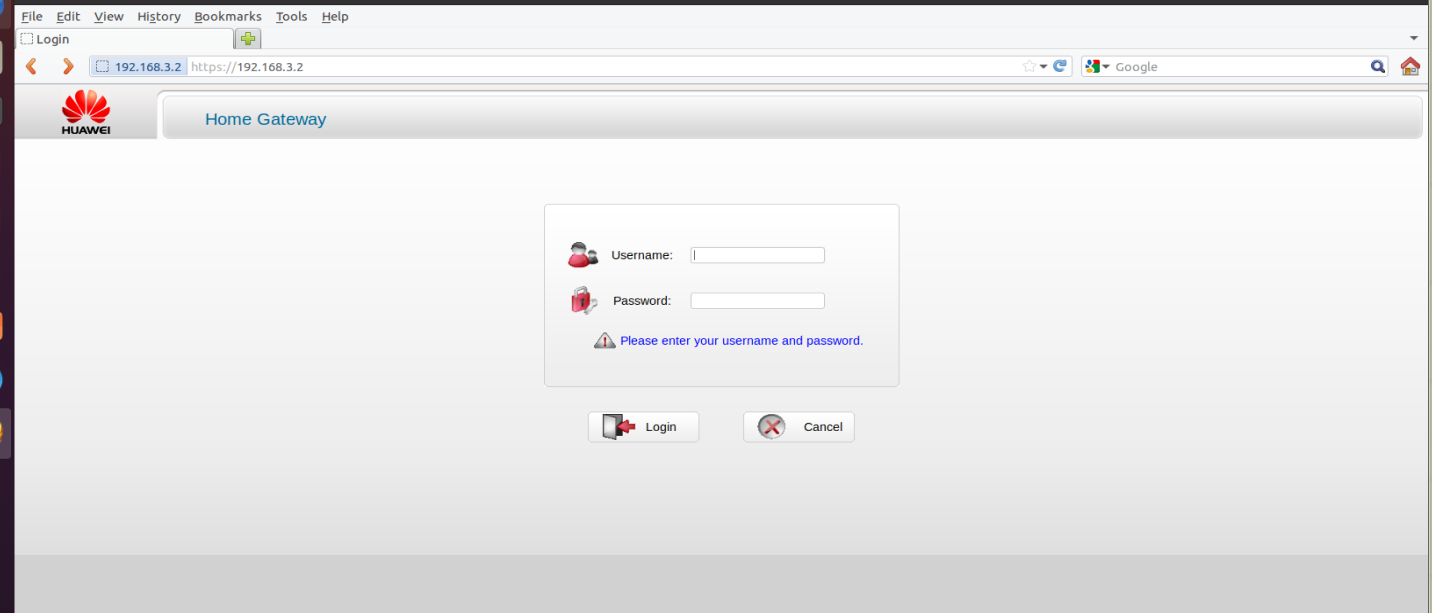 File Edit View History Bookmarks Tools Help
Login
192.168.3.2 https://192.168.3.2 Google
HUAWEI
Home Gateway
Username:
Password:
Please enter your username and password.
Login Cancel